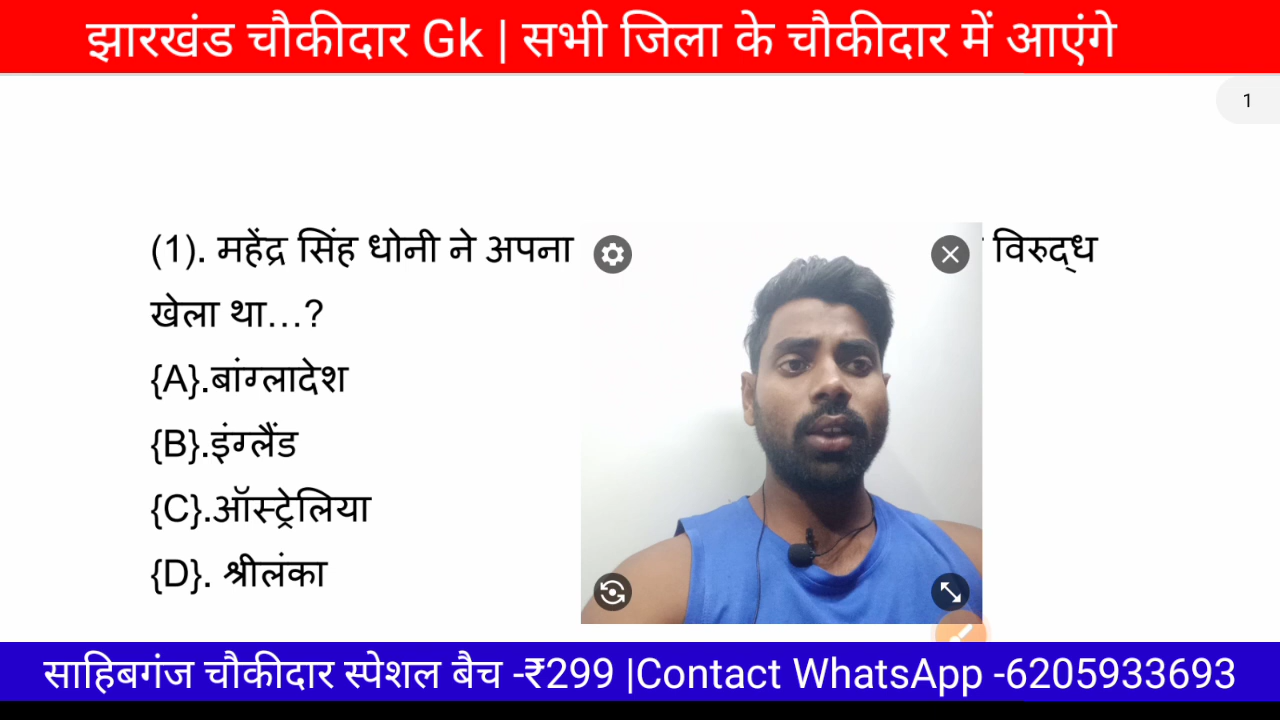 झारखंड चौकीदार Gk | सभी जिला के चौकीदार में आएंगे
1
(1). महेंद्र सिंह धोनी ने अपना विरुद्ध
खेला था...?
{A}.बांग्लादेश
{B}.इंग्लैंड
{C}.ऑस्ट्रेलिया
{D}. श्रीलंका
साहिबगंज चौकीदार स्पेशल बैच -₹299 |Contact WhatsApp -6205933693